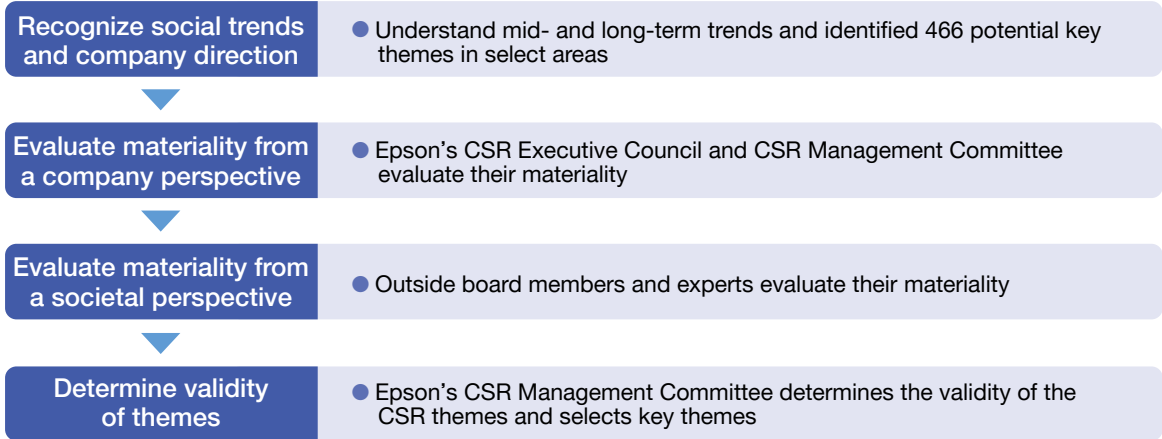 Recognize social trends
and company direction
● Understand mid- and long-term trends and identified 466 potential key
themes in select areas
Evaluate materiality from
a company perspective
● Epson's CSR Executive Council and CSR Management Committee
evaluate their materiality
Evaluate materiality from
a societal perspective
● Outside board members and experts evaluate their materiality
Determine validity
of themes
● Epson's CSR Management Committee determines the validity of the
CSR themes and selects key themes